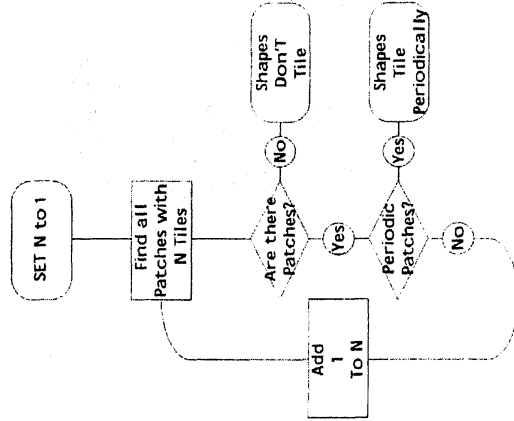 SET N to 1
Find all
Patches with
N Tiles
Are there
Patches?
No
Shapes
Don'T
Tile
Yes
Periodic
Patches?
Yes
Shapes
Tile
Periodically
No
Add
1
To N